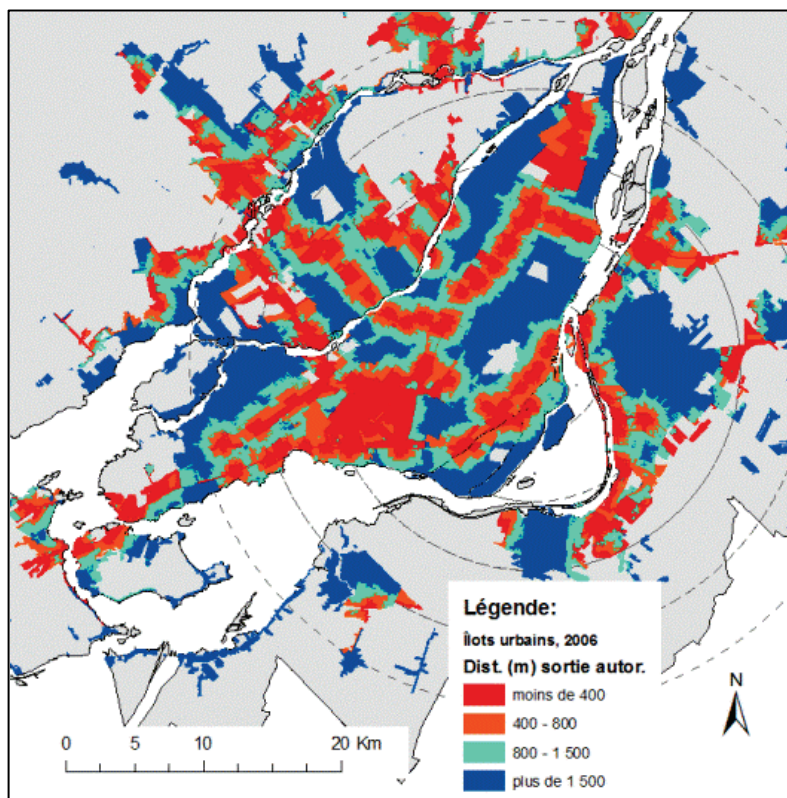 Légende:
îlots urbains, 2006
Dist. (m) sortie autor.
moins de 400
400 - 800
800 - 1 500
plus de 1 500
N
0 5 10 20 Km